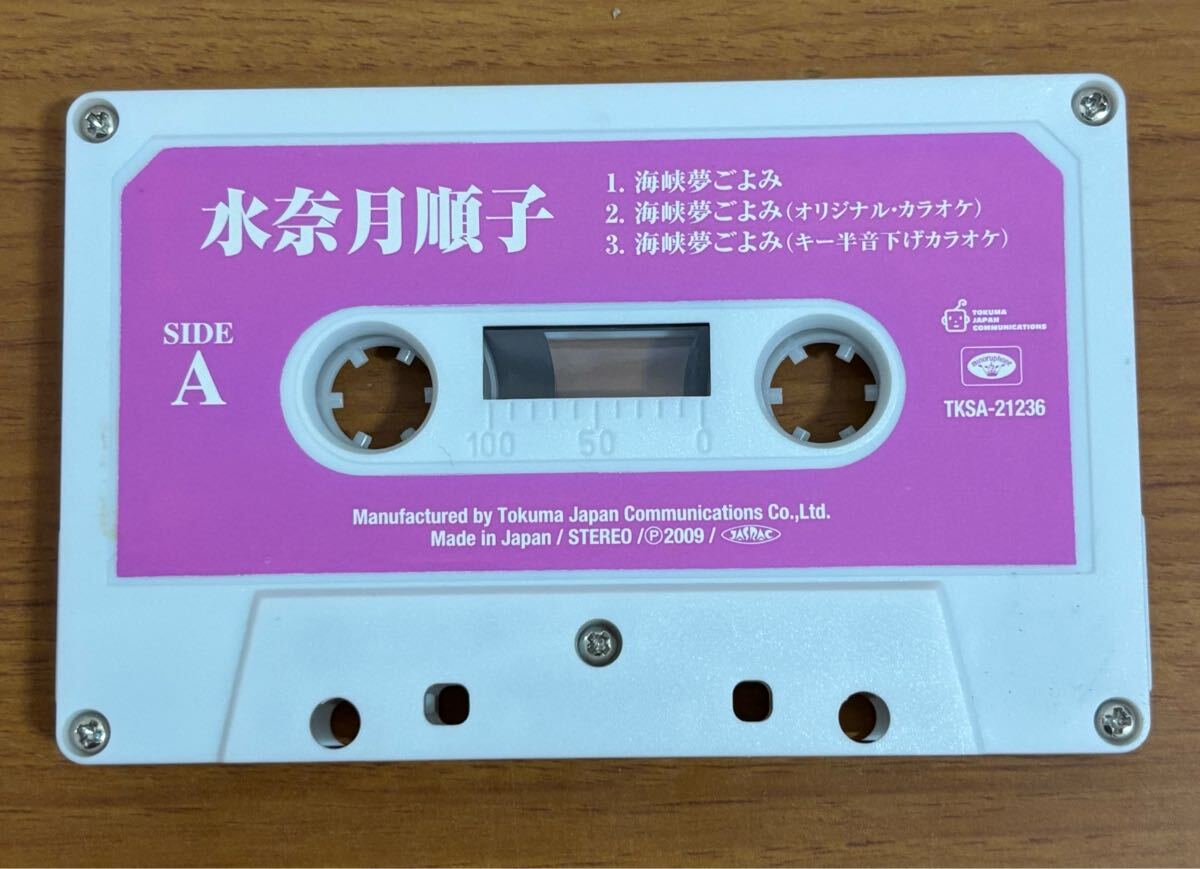 水奈月順子
1. 海峡夢ごよみ
2. 海峡夢ごよみ(オリジナル・カラオケ)
3. 海峡夢ごよみ(キー半音下げカラオケ)
SIDE
A
TOKUMA
JAPAN
COMMUNICATIONS
minoruphone
TKSA-21236
100 50 0
Manufactured by Tokuma Japan Communications Co.,Ltd.
Made in Japan / STEREO /Ⓟ2009 / JASRAC